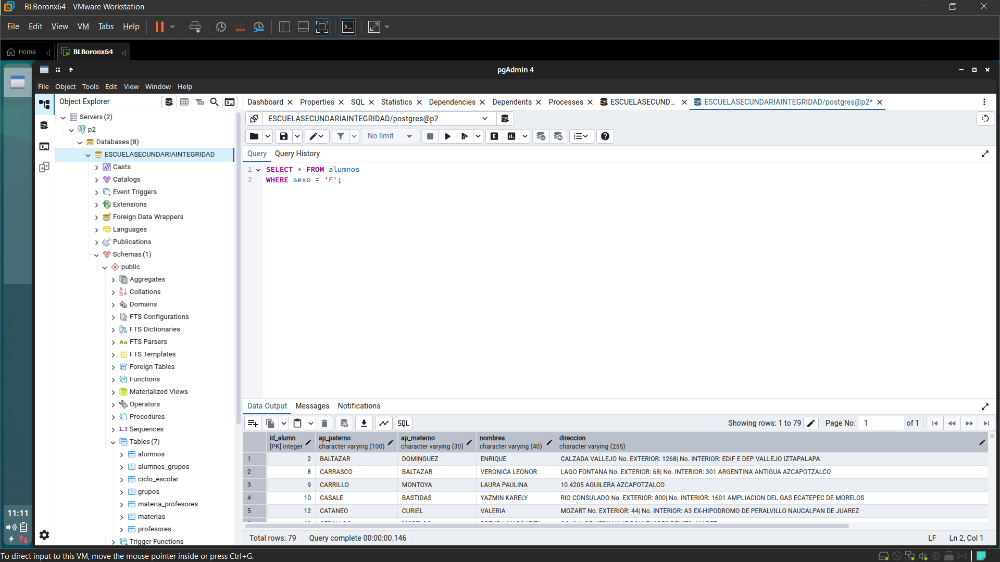 BLBoronx64 - VMware Workstation
File Edit View VM Tabs Help
Home
BLBoronx64
pgAdmin 4
File Object Tools Edit View Window Help
Object Explorer
Dashboard Properties SQL Statistics Dependencies Dependents Processes ESCUELASECUND... ESCUELASECUNDARIAINTEGRIDAD/postgres@p2*
Servers (2)
p2
Databases (8)
ESCUELASECUNDARIAINTEGRIDAD
Casts
Catalogs
Event Triggers
Extensions
Foreign Data Wrappers
Languages
Publications
Schemas (1)
public
Aggregates
Collations
Domains
FTS Configurations
FTS Dictionaries
Aa FTS Parsers
FTS Templates
Foreign Tables
Functions
Materialized Views
Operators
Procedures
1..3 Sequences
Tables (7)
alumnos
alumnos_grupos
ciclo_escolar
grupos
materia_profesores
materias
profesores
Trigger Functions
11:11
ESCUELASECUNDARIAINTEGRIDAD/postgres@p2
No limit
E
Query Query History
1 SELECT * FROM alumnos
2 WHERE sexo = 'F';
Data Output Messages Notifications
SQL
Showing rows: 1 to 79
Page No: 1 of 1
id_alumn [PK] integer
ap_paterno character varying (100)
ap_materno character varying (30)
nombres character varying (40)
direccion character varying (255)
1 2 BALTAZAR DOMINGUEZ ENRIQUE CALZADA VALLEJO No. EXTERIOR: 1268| No. INTERIOR: EDIF E DEP VALLEJO IZTAPALAPA
2 8 CARRASCO BALTAZAR VERONICA LEONOR LAGO FONTANA No. EXTERIOR: 68| No. INTERIOR: 301 ARGENTINA ANTIGUA AZCAPOTZALCO
3 9 CARRILLO MONTOYA LAURA PAULINA 10 4205 AGUILERA AZCAPOTZALCO
4 10 CASALE BASTIDAS YAZMIN KARELY RIO CONSULADO No. EXTERIOR: 800| No. INTERIOR: 1601 AMPLIACION DEL GAS ECATEPEC DE MORELOS
5 12 CATANEO CURIEL VALERIA MOZART No. EXTERIOR: 44| No. INTERIOR: A3 EX-HIPODROMO DE PERALVILLO NAUCALPAN DE JUAREZ
Total rows: 79
Query complete 00:00:00.146
LF
Ln 2, Col 1
To direct input to this VM, move the mouse pointer inside or press Ctrl+G.